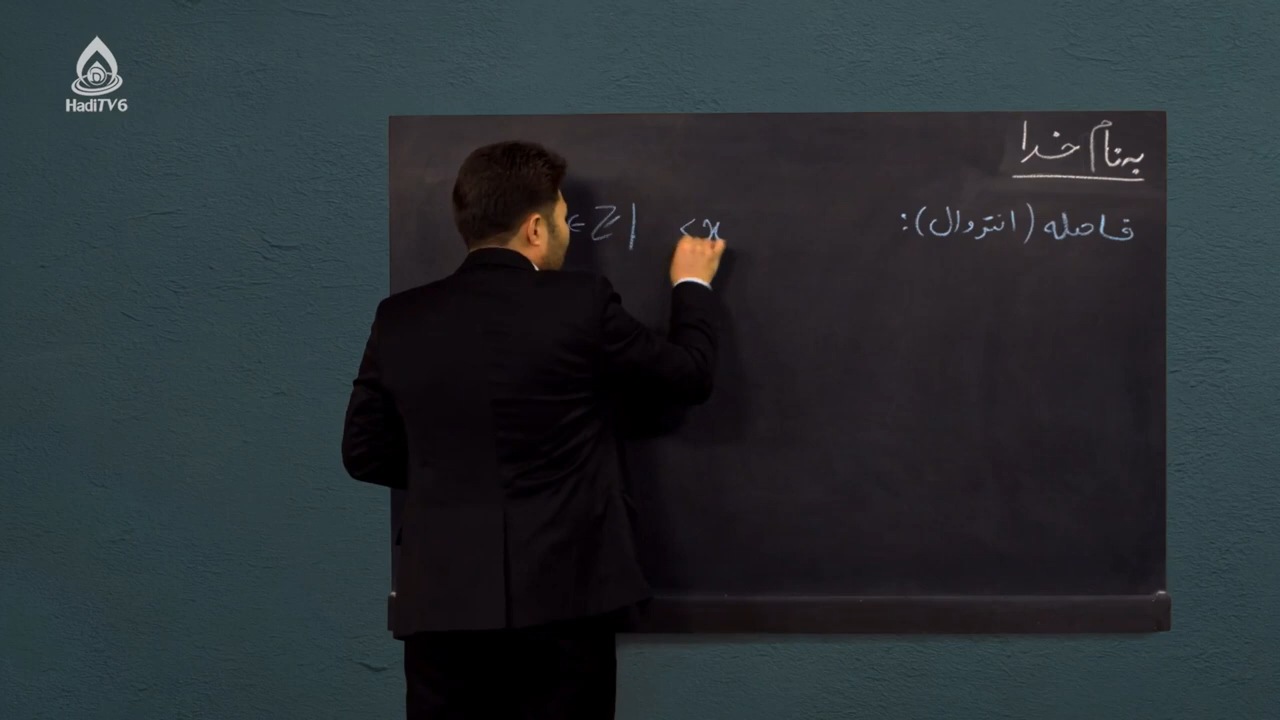 HadiTV6
به نام خدا
فاصله (انتروال):
∈ Z | < x